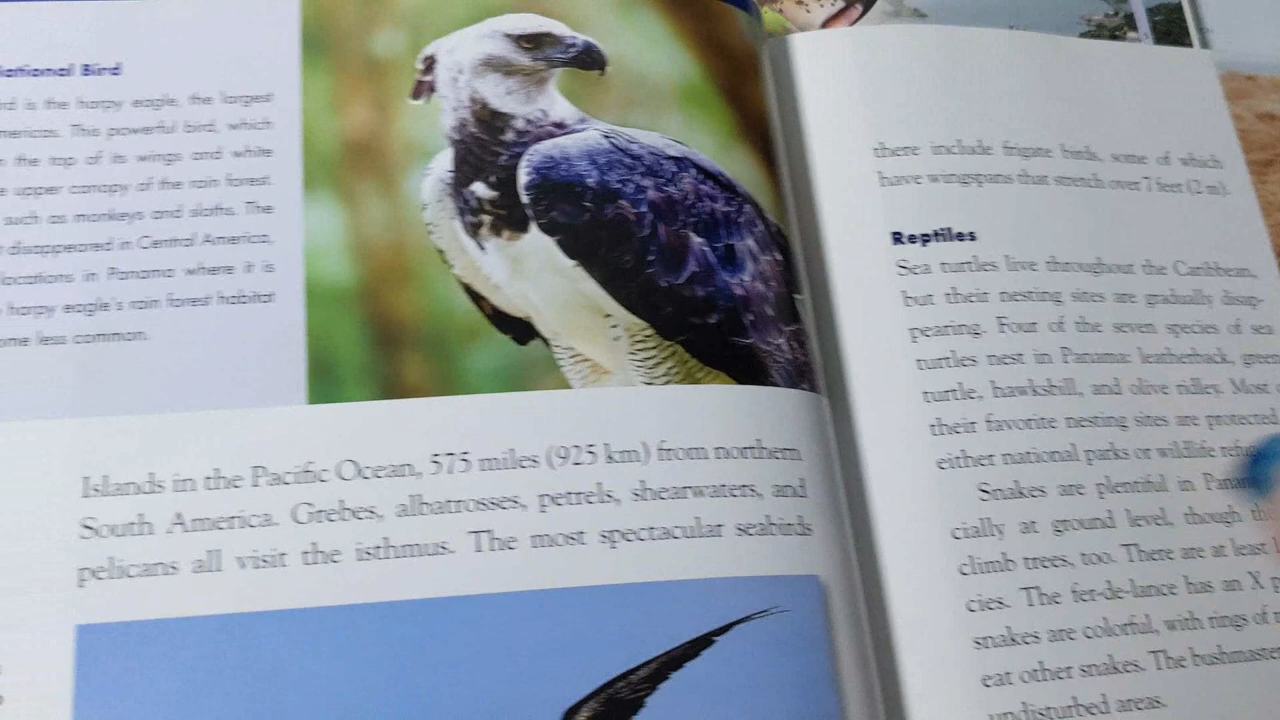 National Bird
is the harpy eagle, the largest
This powerful bird, which
the top of its wings and white
upper canopy of the rain forest.
such as monkeys and sloths. The
disappeared in Central America,
locations in Panama where it is
harpy eagle's rain forest habitat
less common.
Islands in the Pacific Ocean, 575 miles (925 km) from northern
South America. Grebes, albatrosses, petrels, shearwaters, and
pelicans all visit the isthmus. The most spectacular seabirds
there include frigate birds, some of which
have wingspans that stretch over 7 feet (2 m).
Reptiles
Sea turtles live throughout the Caribbean,
but their nesting sites are gradually disap-
pearing. Four of the seven species of sea
turtles nest in Panama: leatherback, green
turtle, hawksbill, and olive ridley. Most
their favorite nesting sites are protected
either national parks or wildlife
Snakes are plentiful in
cially at ground level, though
climb trees, too. There are at least
cies. The fer-de-lance has an X
snakes are colorful, with rings of
eat other snakes. The bushmaster
undisturbed areas.